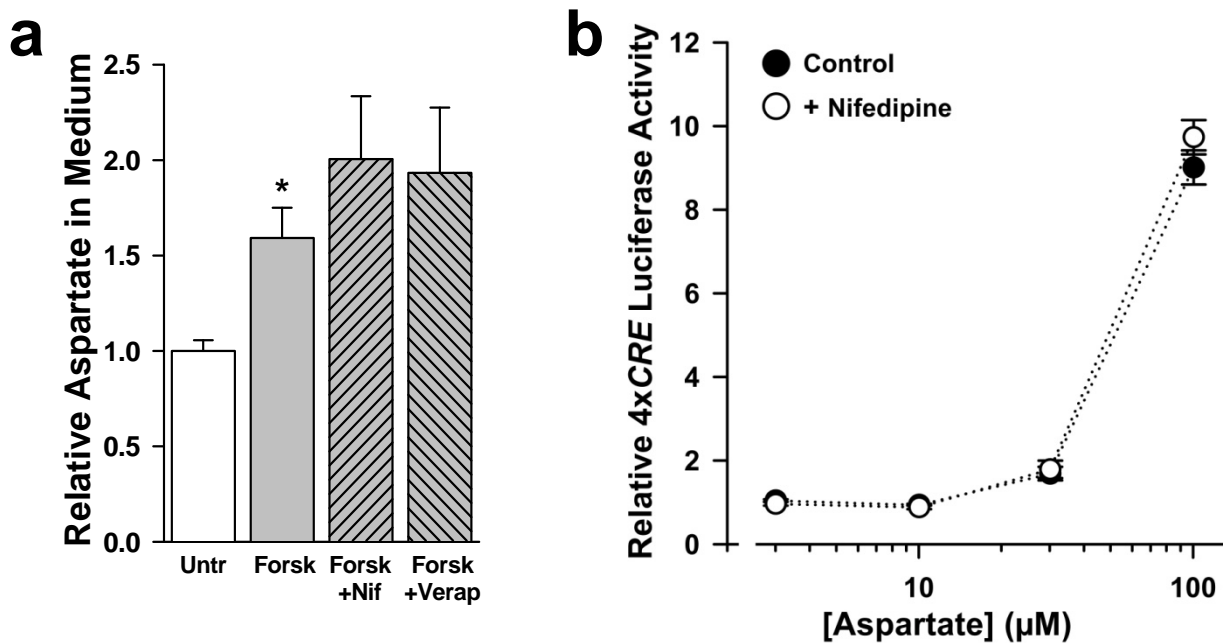 a
Relative Aspartate in Medium
2.5
2.0
1.5
1.0
0.5
0.0
*
Untr
Forsk
Forsk
+Nif
Forsk
+Verap
b
Relative 4xCRE Luciferase Activity
12
10
8
6
4
2
0
Control
+ Nifedipine
10
100
[Aspartate] (µM)